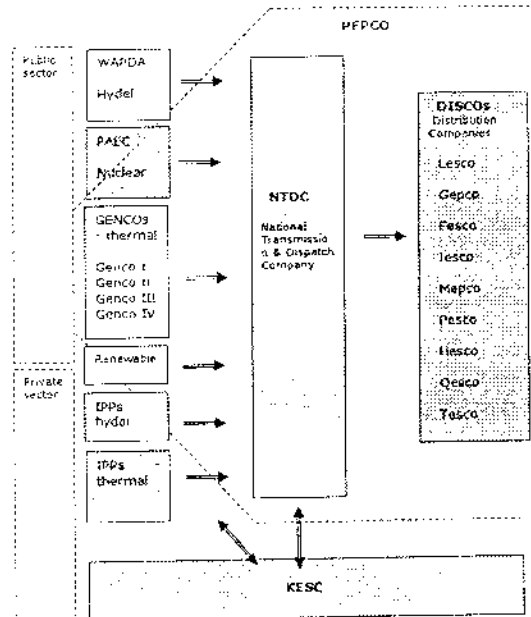 PEPCO
Public
sector
WAPDA
Hydel
PAEC
Nuclear
GENCOs
- thermal
Genco I
Genco II
Genco III
Genco IV
Renewable
Private
sector
IPPs
hydel
IPPs
thermal
NTDC
National
Transmissio
n & Dispatch
Company
DISCOs
Distribution
Companies
Lesco
Gepco
Fesco
Iesco
Mepco
Pesco
Hesco
Qesco
Tesco
KESC